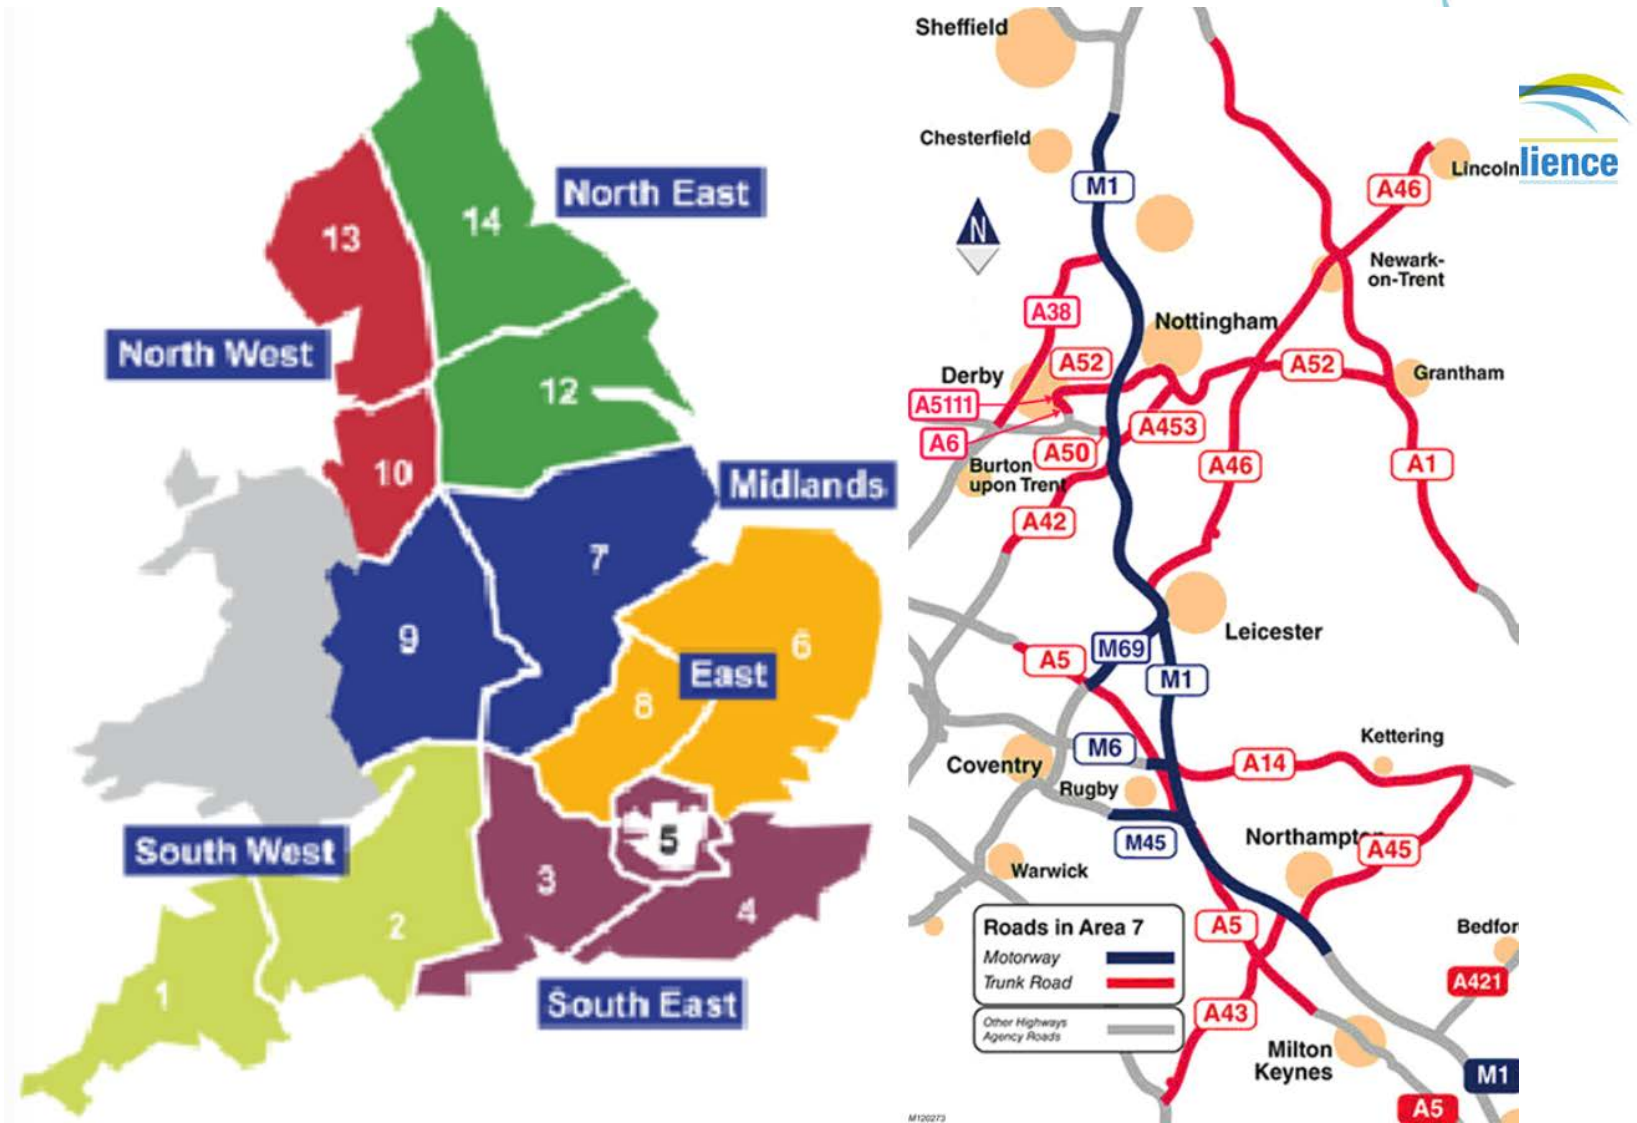 North East
14
13
North West
12
10
Midlands
7
9
6
East
8
South West
5
3
4
2
1
South East
Sheffield
Chesterfield
M1
Lincoln
A46
lience
N
Newark-
on-Trent
A38
Nottingham
A52
A52
Derby
Grantham
A5111
A453
A6
A50
Burton
upon Trent
A46
A1
A42
Leicester
M69
A5
M1
Kettering
M6
A14
Coventry
Rugby
Northampton
M45
A45
Warwick
Roads in Area 7
Motorway
Trunk Road
Other Highways
Agency Roads
A5
Bedfor
A421
A43
Milton
Keynes
M1
A5
M120273